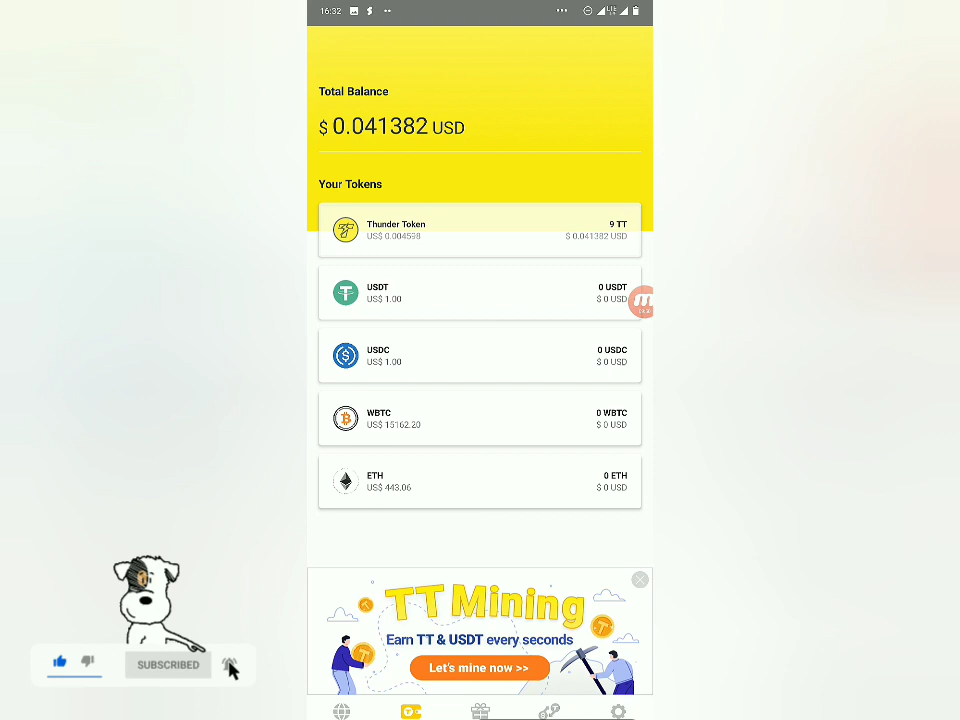 16:32
LTE
Total Balance
$ 0.041382 USD
Your Tokens
Thunder Token
9 TT
US$ 0.004598
$ 0.041382 USD
USDT
0 USDT
US$ 1.00
$ 0 USD
USDC
0 USDC
US$ 1.00
$ 0 USD
WBTC
0 WBTC
US$ 15162.20
$ 0 USD
ETH
0 ETH
US$ 443.06
$ 0 USD
TT Mining
Earn TT & USDT every seconds
Let's mine now >>
SUBSCRIBED